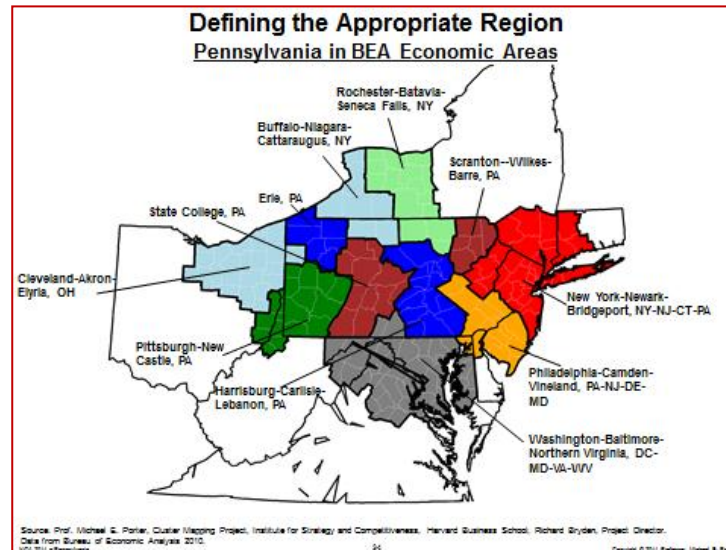 Defining the Appropriate Region
Pennsylvania in BEA Economic Areas
Rochester-Batavia-
Seneca Falls, NY
Buffalo-Niagara-
Cattaraugus, NY
Scranton--Wilkes-
Barre, PA
Erie, PA
State College, PA
Cleveland-Akron-
Elyria, OH
New York-Newark-
Bridgeport, NY-NJ-CT-PA
Pittsburgh-New
Castle, PA
Harrisburg-Carlisle-
Lebanon, PA
Philadelphia-Camden-
Vineland, PA-NJ-DE-
MD
Washington-Baltimore-
Northern Virginia, DC-
MD-VA-WV
Source: Prof. Michael E. Porter, Cluster Mapping Project, Institute for Strategy and Competitiveness, Harvard Business School, Richard Bryden, Project Director.
Data from Bureau of Economic Analysis 2010.